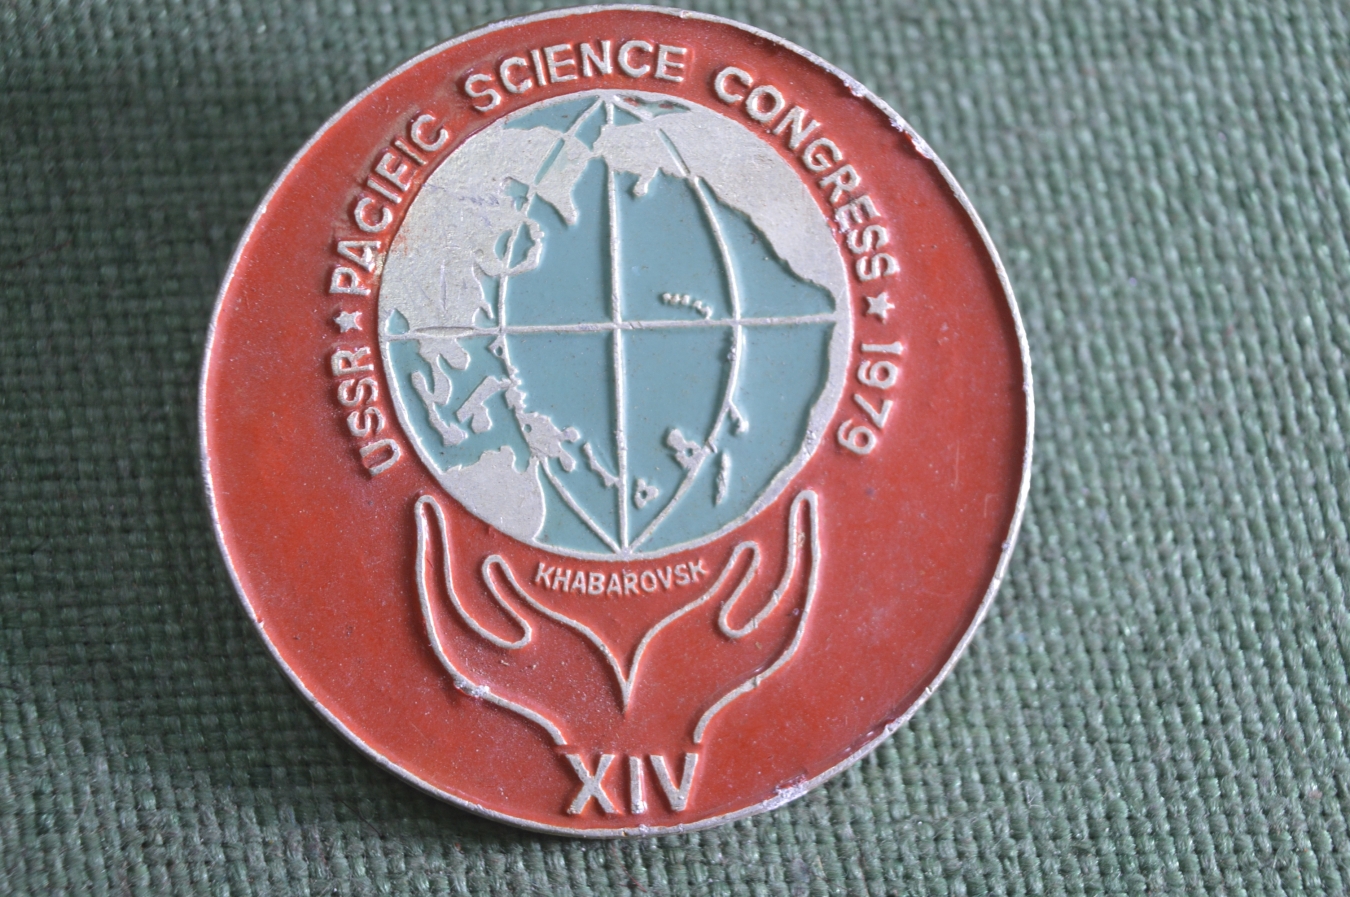 USSR ★ PACIFIC SCIENCE CONGRESS ★ 1979
KHABAROVSK
XIV